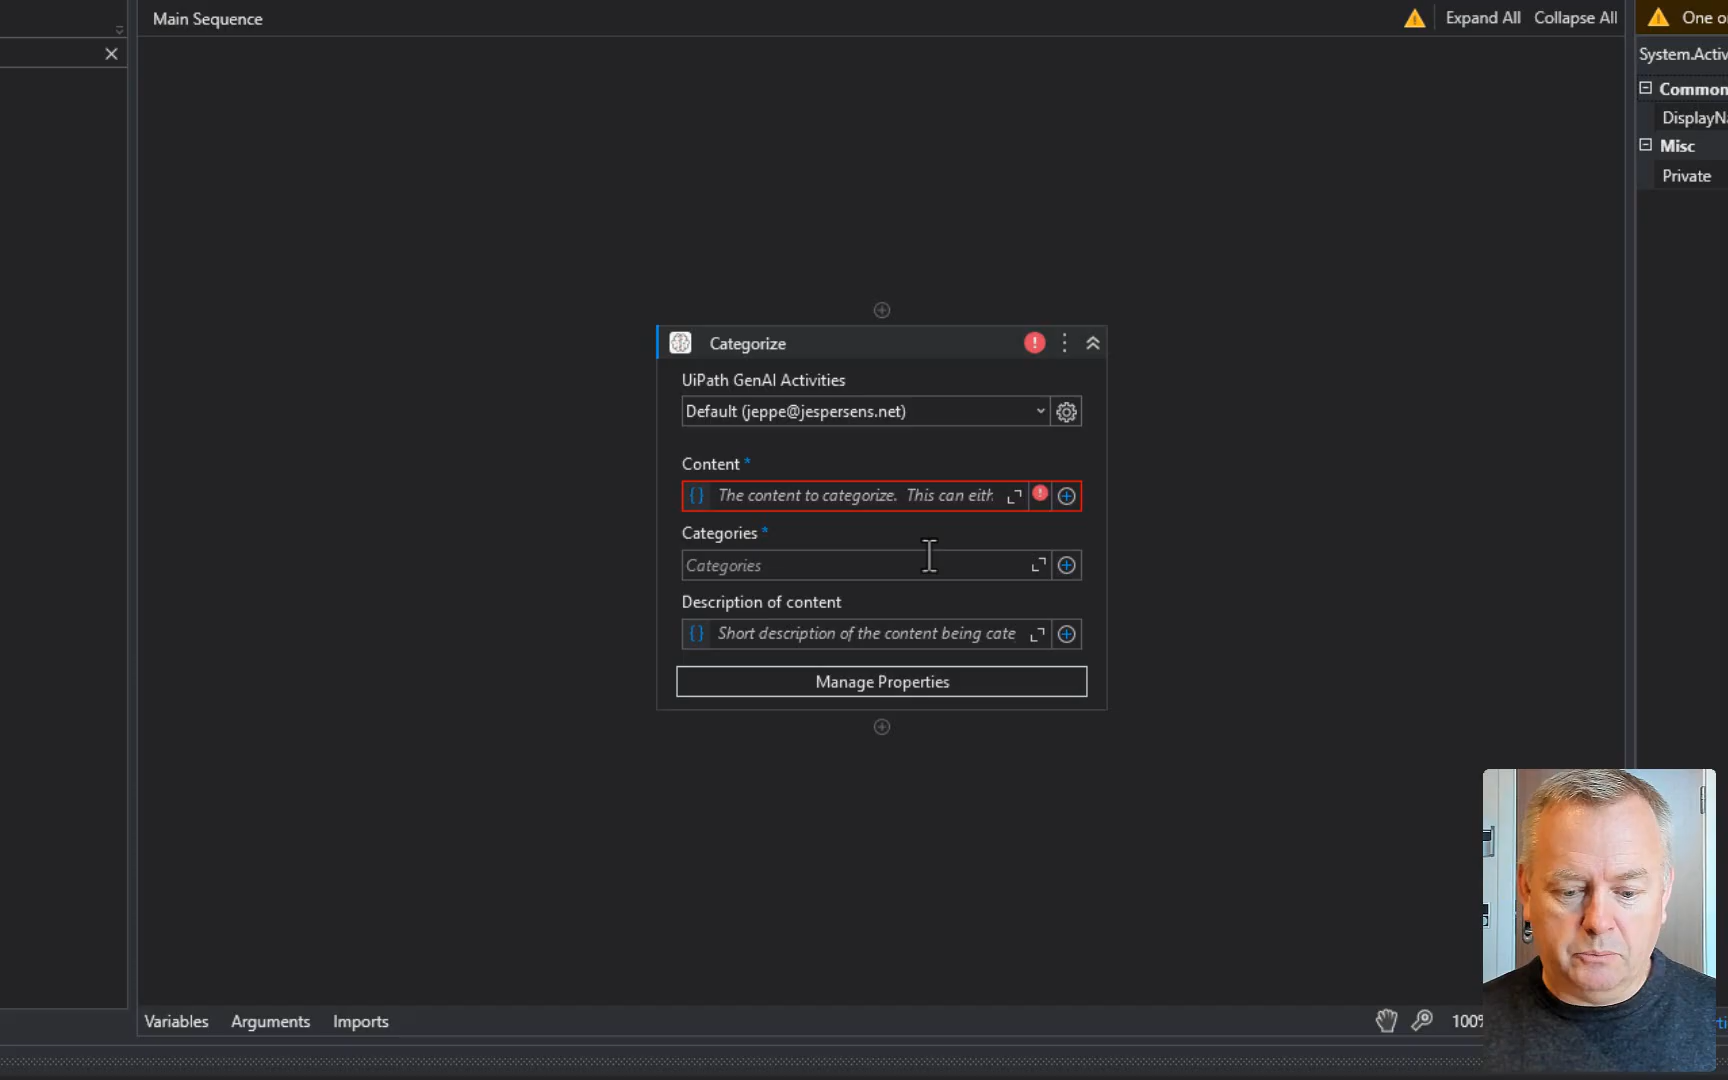 Main Sequence
Expand All
Collapse All
One o
System.Activ
Common
DisplayNa
Misc
Private
Categorize
UiPath GenAI Activities
Default (jeppe@jespersens.net)
Content *
{} The content to categorize. This can eith
Categories *
Categories
Description of content
{} Short description of the content being cate
Manage Properties
Variables
Arguments
Imports
100%